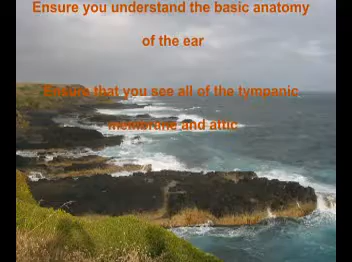 Ensure you understand the basic anatomy
of the ear
Ensure that you see all of the tympanic
membrane and attic